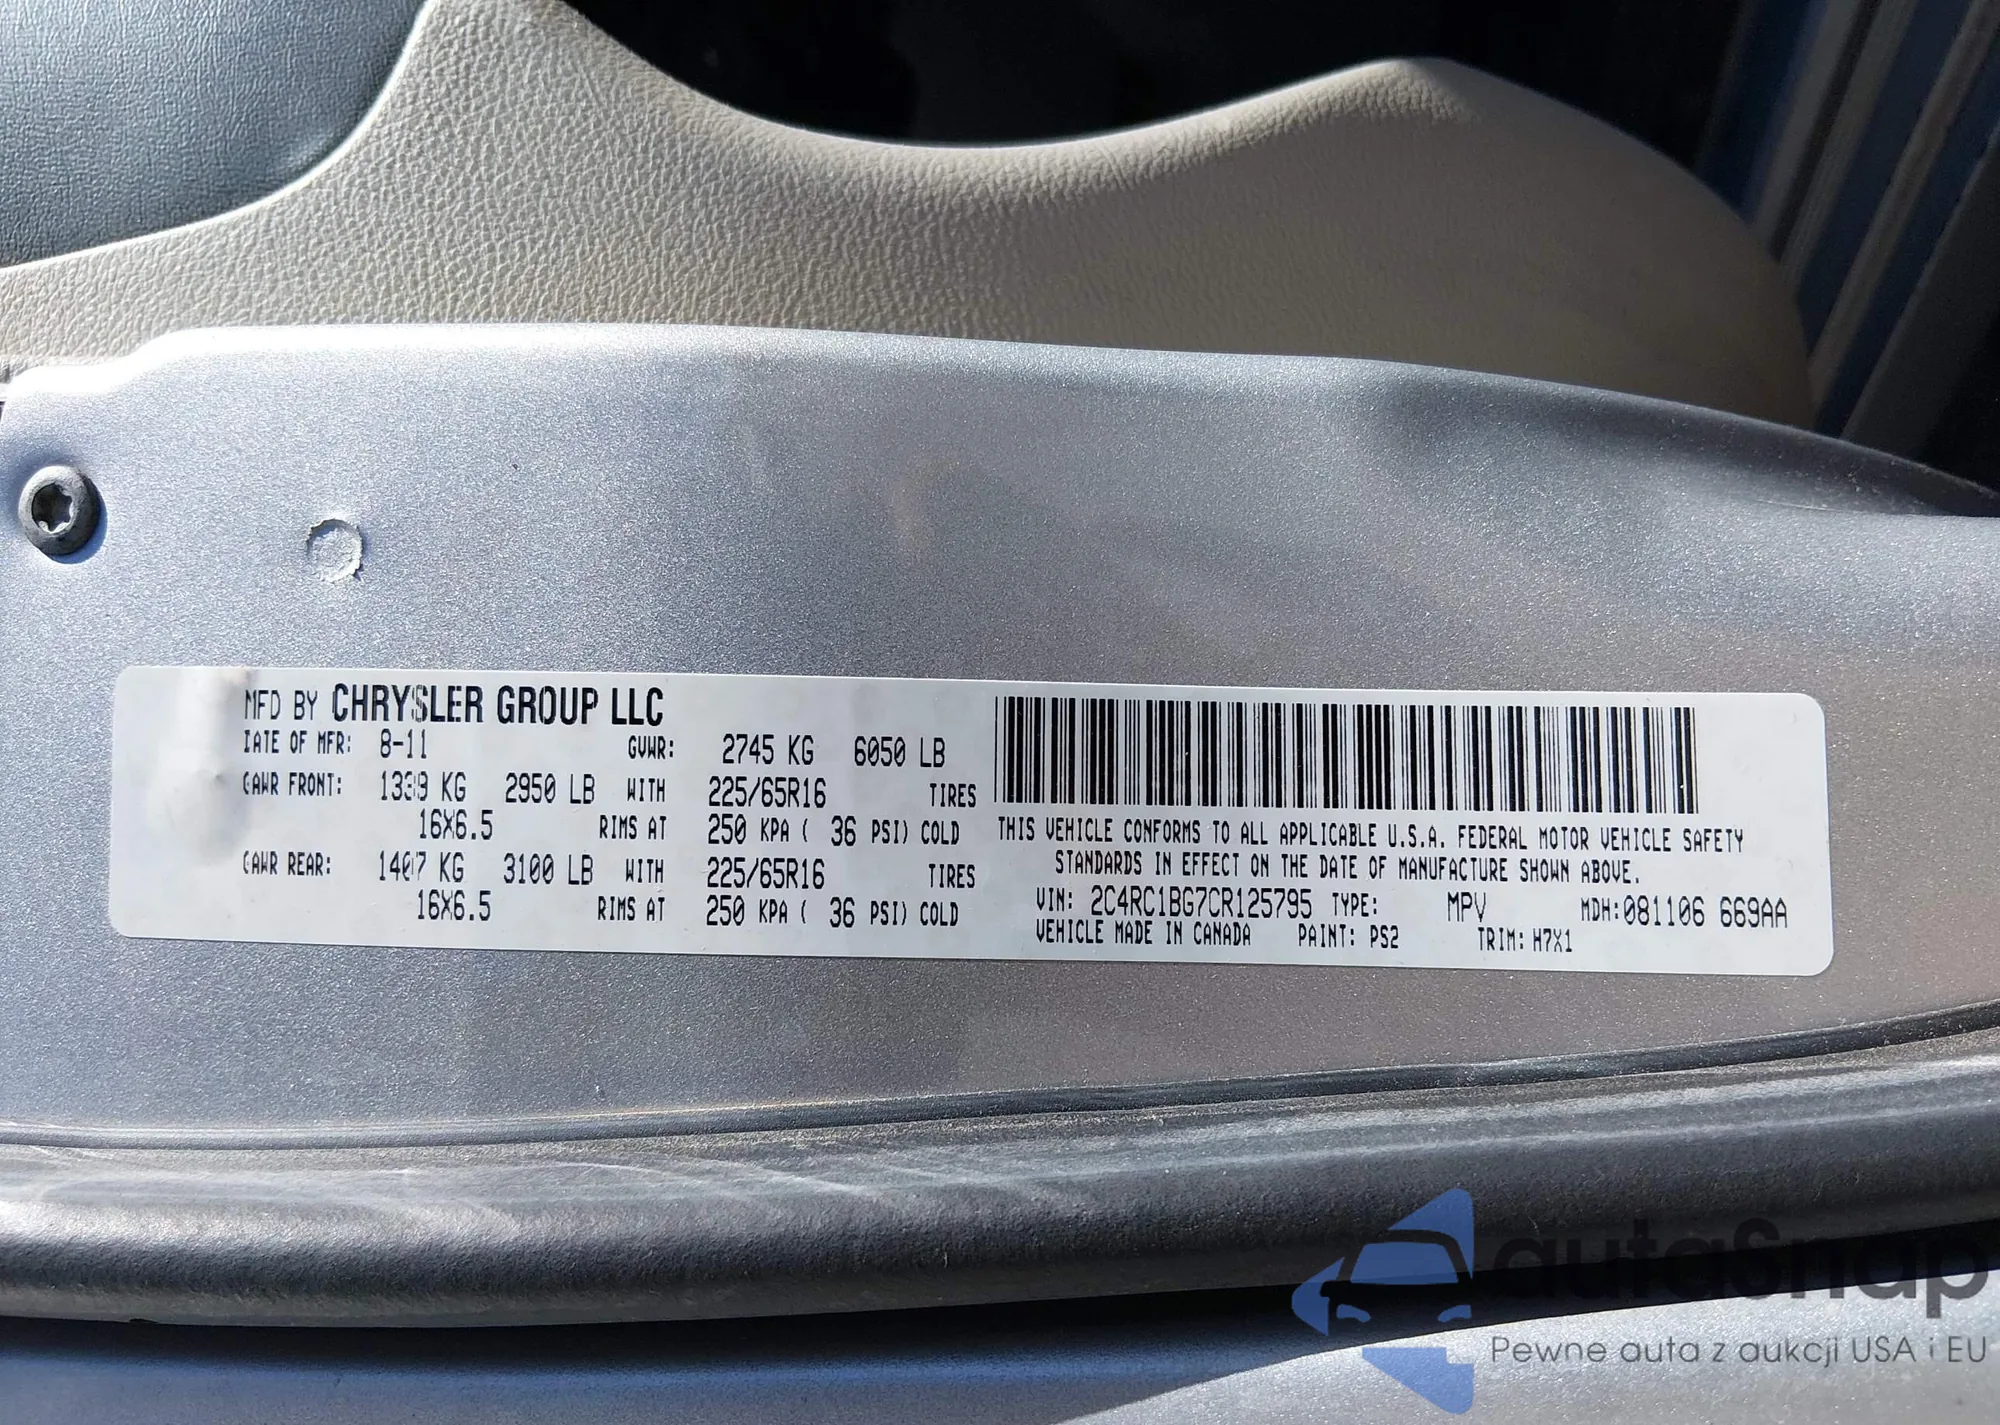 MFD BY CHRYSLER GROUP LLC
DATE OF MFR: 8-11 GVWR: 2745 KG 6050 LB
GAWR FRONT: 1339 KG 2950 LB WITH 225/65R16 TIRES
16X6.5 RIMS AT 250 KPA ( 36 PSI) COLD
GAWR REAR: 1407 KG 3100 LB WITH 225/65R16 TIRES
16X6.5 RIMS AT 250 KPA ( 36 PSI) COLD
THIS VEHICLE CONFORMS TO ALL APPLICABLE U.S.A. FEDERAL MOTOR VEHICLE SAFETY
STANDARDS IN EFFECT ON THE DATE OF MANUFACTURE SHOWN ABOVE.
VIN: 2C4RC1BG7CR125795 TYPE: MPV MDH:081106 669AA
VEHICLE MADE IN CANADA PAINT: PS2 TRIM: H7X1
autaSnap
Pewne auta z aukcji USA i EU